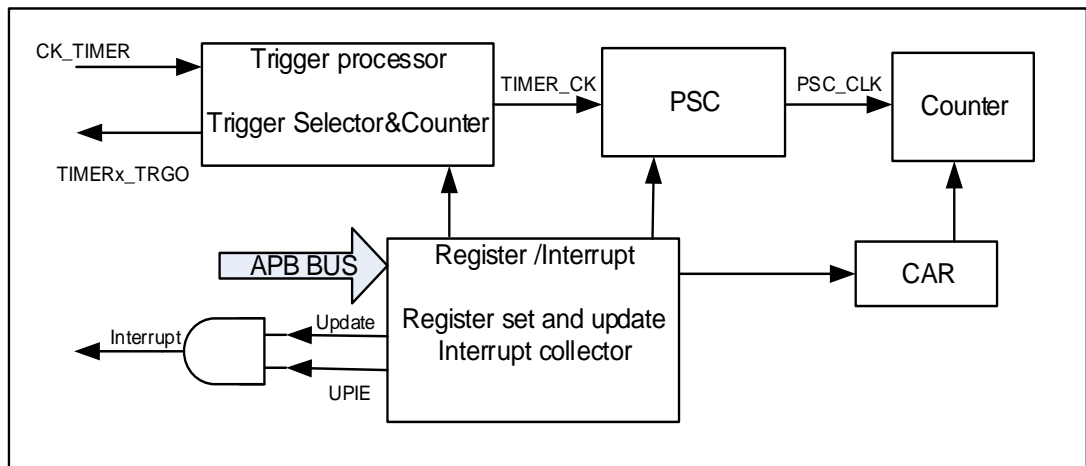 CK_TIMER
Trigger processor
Trigger Selector&Counter
TIMERx_TRGO
TIMER_CK
PSC
PSC_CLK
Counter
APB BUS
Register /Interrupt
Register set and update
Interrupt collector
CAR
Interrupt
Update
UPIE